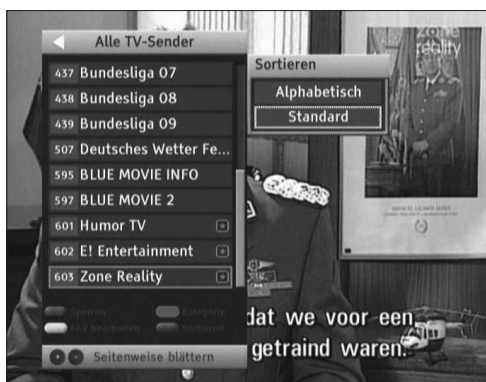 Alle TV-Sender
437 Bundesliga 07
438 Bundesliga 08
439 Bundesliga 09
507 Deutsches Wetter Fe...
595 BLUE MOVIE INFO
597 BLUE MOVIE 2
601 Humor TV
602 E! Entertainment
603 Zone Reality
Sperren
Kategorie
FAV bearbeiten
Sortieren
Seitenweise blättern
Sortieren
Alphabetisch
Standard
zone
reality
dat we voor een
getraind waren.